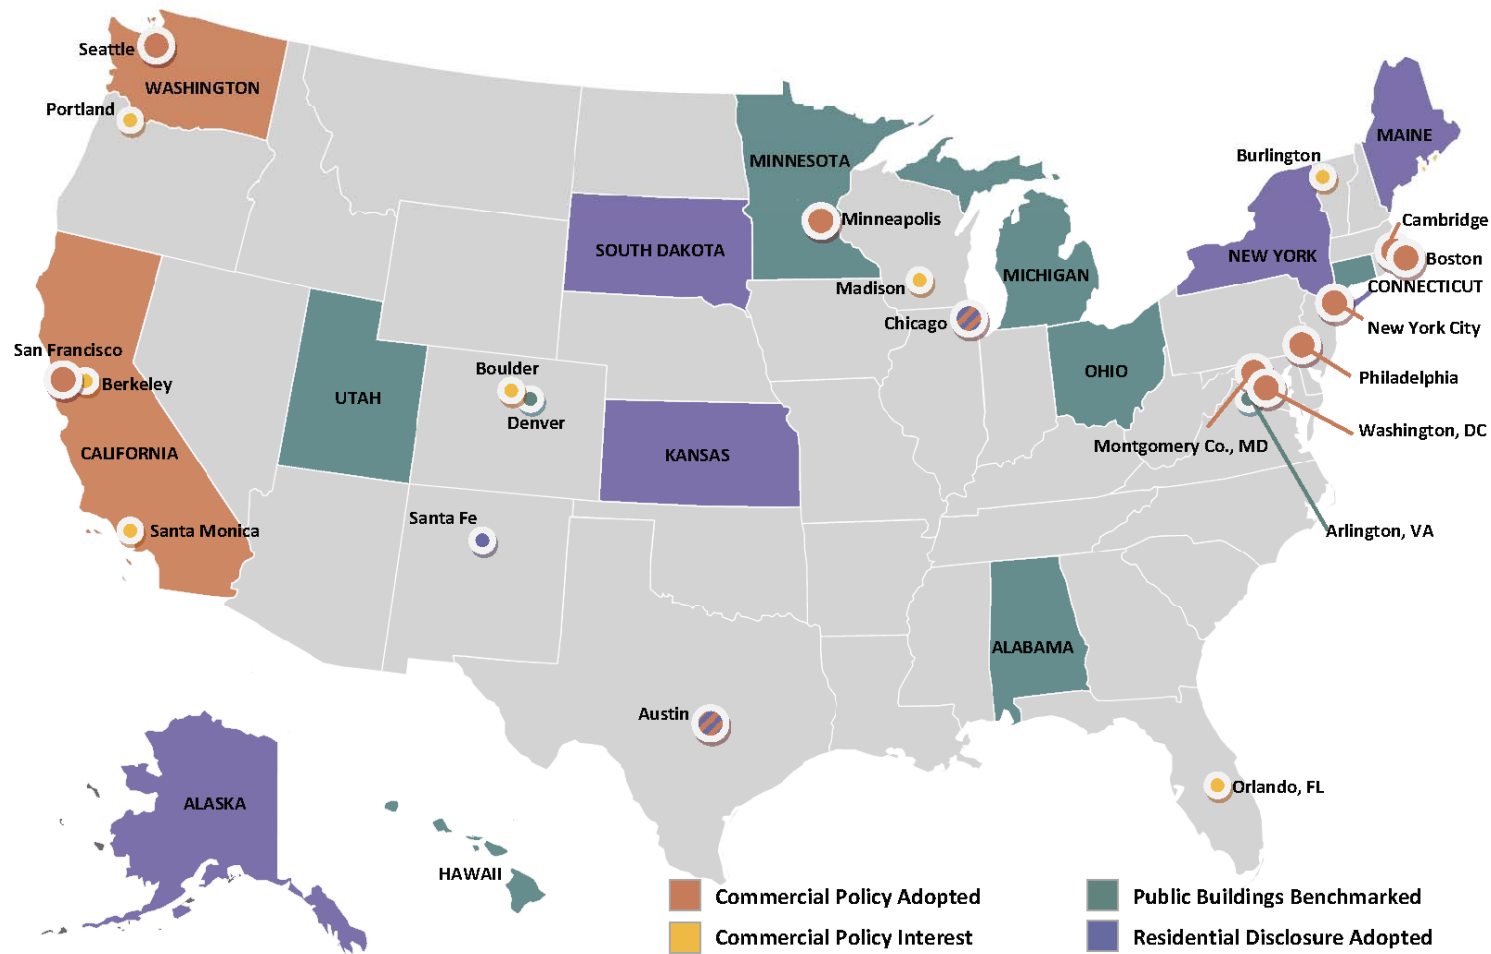 Seattle
WASHINGTON
Portland
MINNESOTA
MAINE
Burlington
Minneapolis
Cambridge
SOUTH DAKOTA
NEW YORK
Boston
MICHIGAN
Madison
CONNECTICUT
Chicago
New York City
San Francisco
Berkeley
Boulder
OHIO
Philadelphia
UTAH
Denver
Washington, DC
CALIFORNIA
KANSAS
Montgomery Co., MD
Santa Fe
Santa Monica
Arlington, VA
ALABAMA
Austin
Orlando, FL
ALASKA
HAWAII
Commercial Policy Adopted
Public Buildings Benchmarked
Commercial Policy Interest
Residential Disclosure Adopted